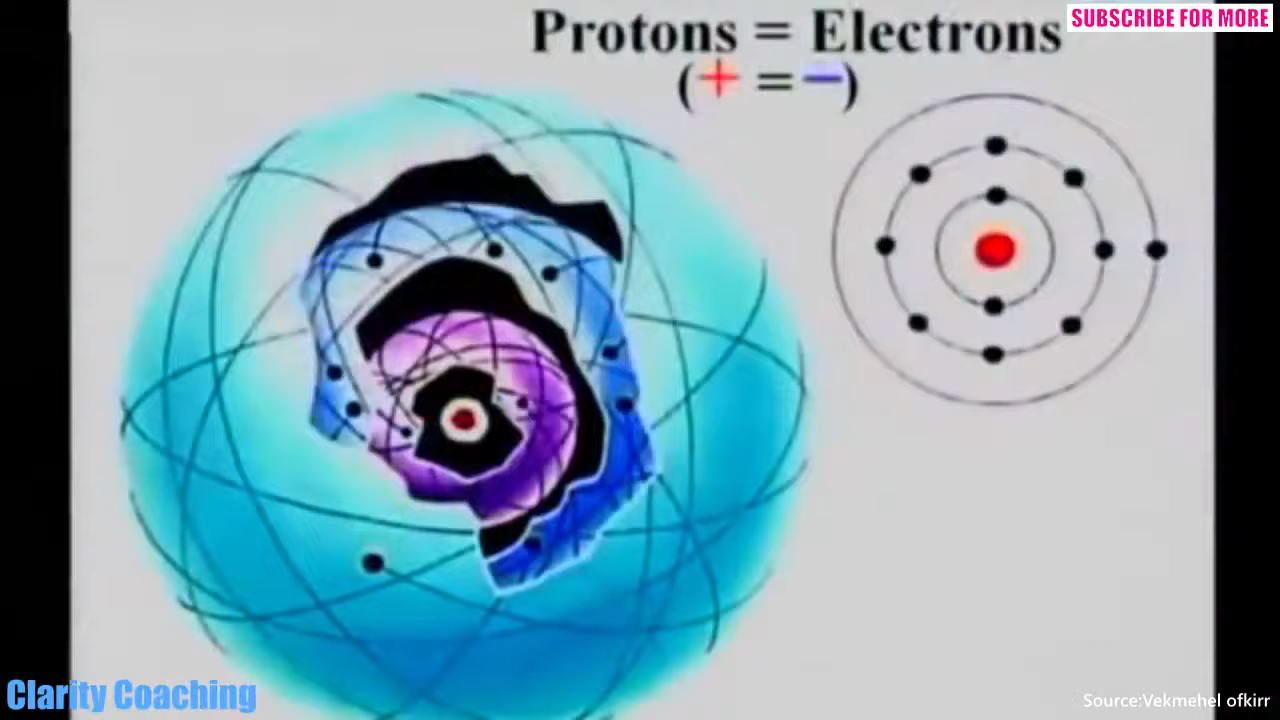 SUBSCRIBE FOR MORE
Protons = Electrons
(+ = −)
Clarity Coaching
Source:Vekmehel ofkirr